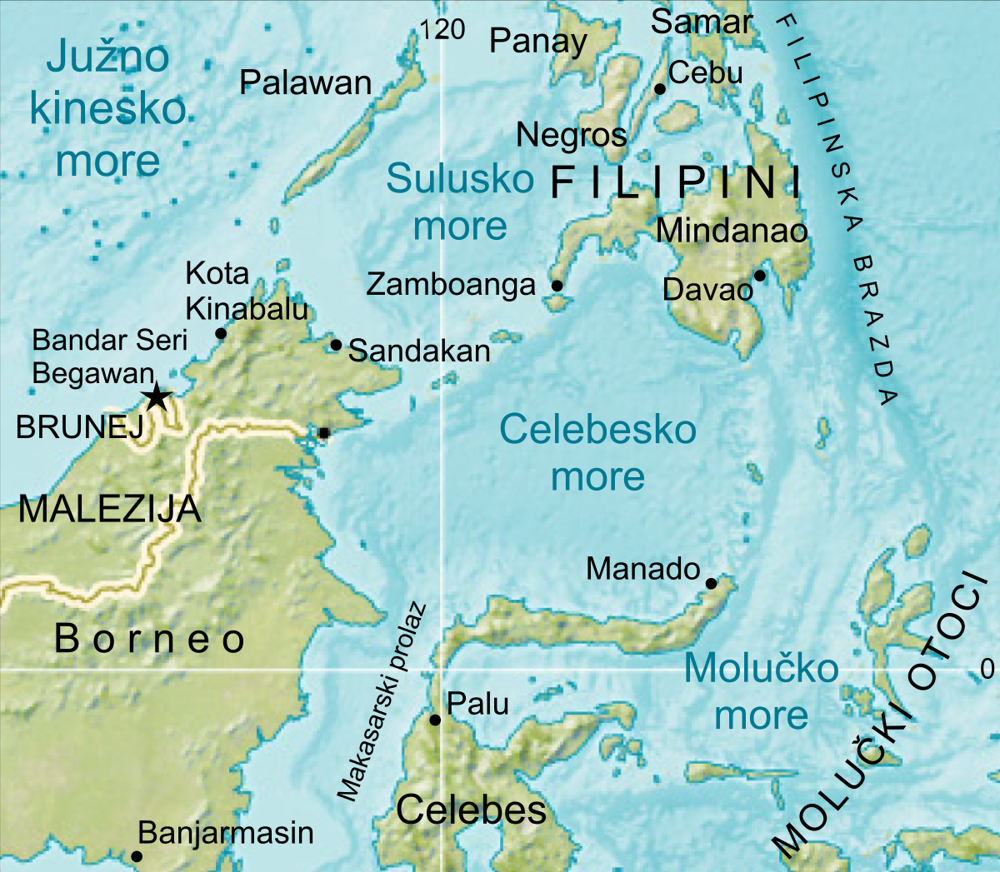 120
Panay
Samar
Južno
kinesko
more
Palawan
Cebu
FILIPINSKA BRAZDA
Negros
Sulusko
more
FILIPINI
Mindanao
Kota
Kinabalu
Zamboanga
Davao
Bandar Seri
Begawan
Sandakan
BRUNEJ
Celebesko
more
MALEZIJA
Manado
Borneo
Makasarski prolaz
Molučko
more
0
MOLUČKI OTOCI
Palu
Celebes
Banjarmasin